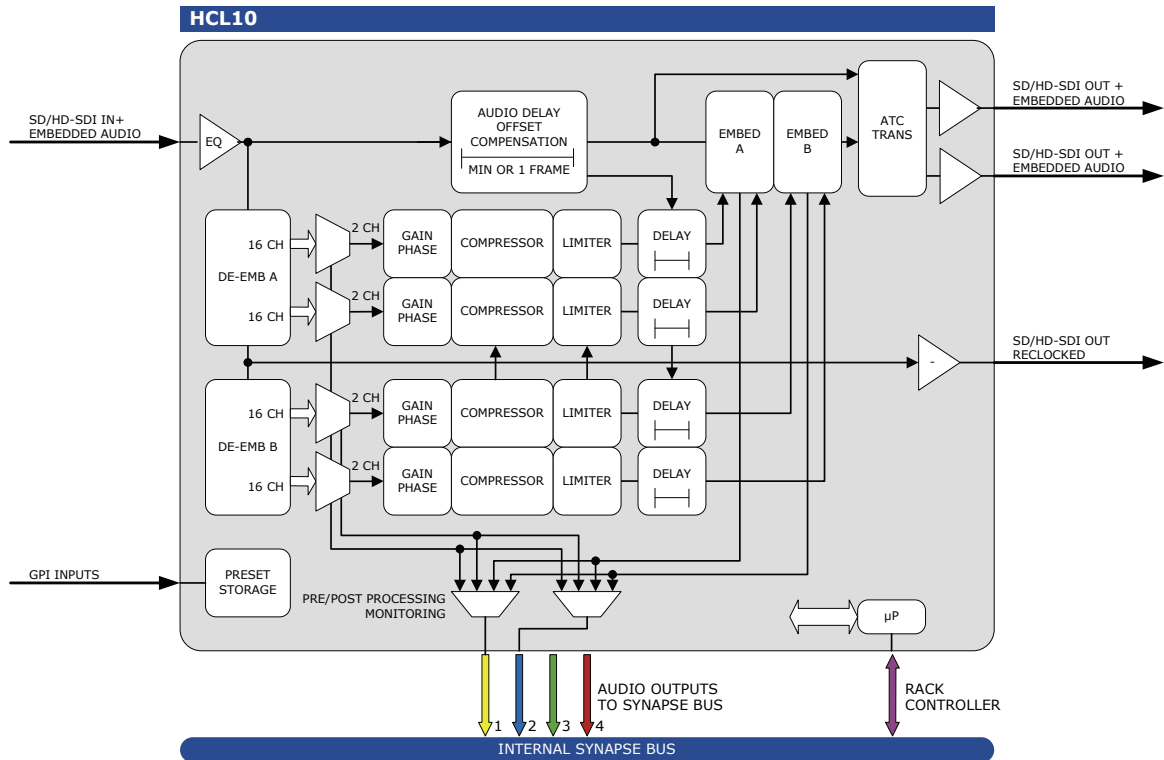 HCL10
SD/HD-SDI IN+
EMBEDDED AUDIO
EQ
AUDIO DELAY
OFFSET
COMPENSATION
MIN OR 1 FRAME
EMBED
A
EMBED
B
ATC
TRANS
SD/HD-SDI OUT +
EMBEDDED AUDIO
SD/HD-SDI OUT +
EMBEDDED AUDIO
16 CH
DE-EMB A
16 CH
2 CH
GAIN
PHASE
COMPRESSOR
LIMITER
DELAY
2 CH
GAIN
PHASE
COMPRESSOR
LIMITER
DELAY
SD/HD-SDI OUT
RECLOCKED
-
16 CH
DE-EMB B
16 CH
2 CH
GAIN
PHASE
COMPRESSOR
LIMITER
DELAY
2 CH
GAIN
PHASE
COMPRESSOR
LIMITER
DELAY
GPI INPUTS
PRESET
STORAGE
PRE/POST PROCESSING
MONITORING
µP
AUDIO OUTPUTS
TO SYNAPSE BUS
RACK
CONTROLLER
1
2
3
4
INTERNAL SYNAPSE BUS